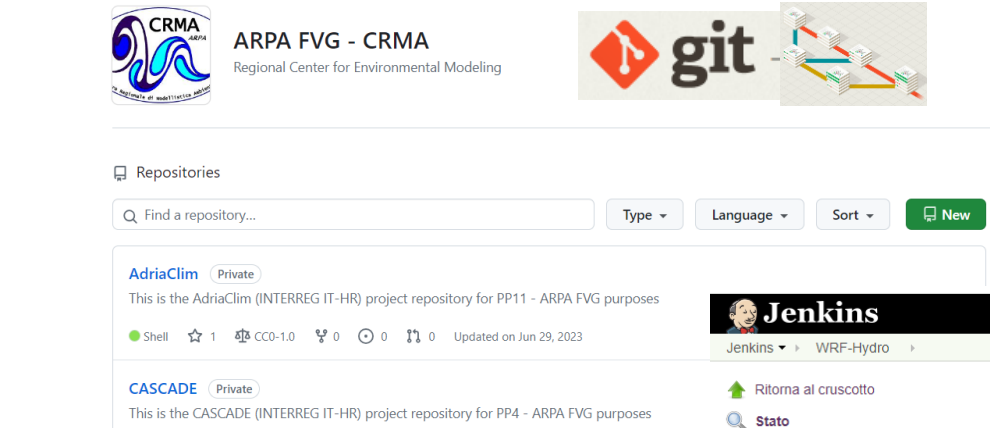 CRMA
ARPA
ARPA FVG - CRMA
Regional Center for Environmental Modeling
git
Repositories
Find a repository...
Type
Language
Sort
New
AdriaClim Private
This is the AdriaClim (INTERREG IT-HR) project repository for PP11 - ARPA FVG purposes
Shell 1 CC0-1.0 0 0 0 Updated on Jun 29, 2023
CASCADE Private
This is the CASCADE (INTERREG IT-HR) project repository for PP4 - ARPA FVG purposes
Jenkins
Jenkins WRF-Hydro
Ritorna al cruscotto
Stato